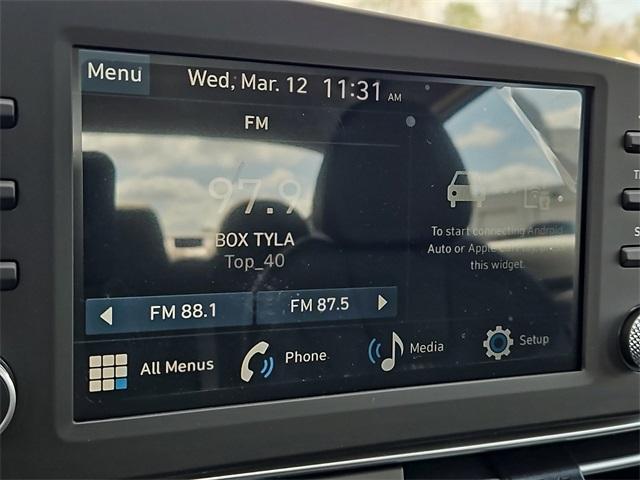 Menu
Wed, Mar. 12 11:31 AM
FM
97.9
BOX TYLA
Top_40
To start connecting Android
Auto or Apple
this widget.
FM 88.1
FM 87.5
All Menus
Phone
Media
Setup